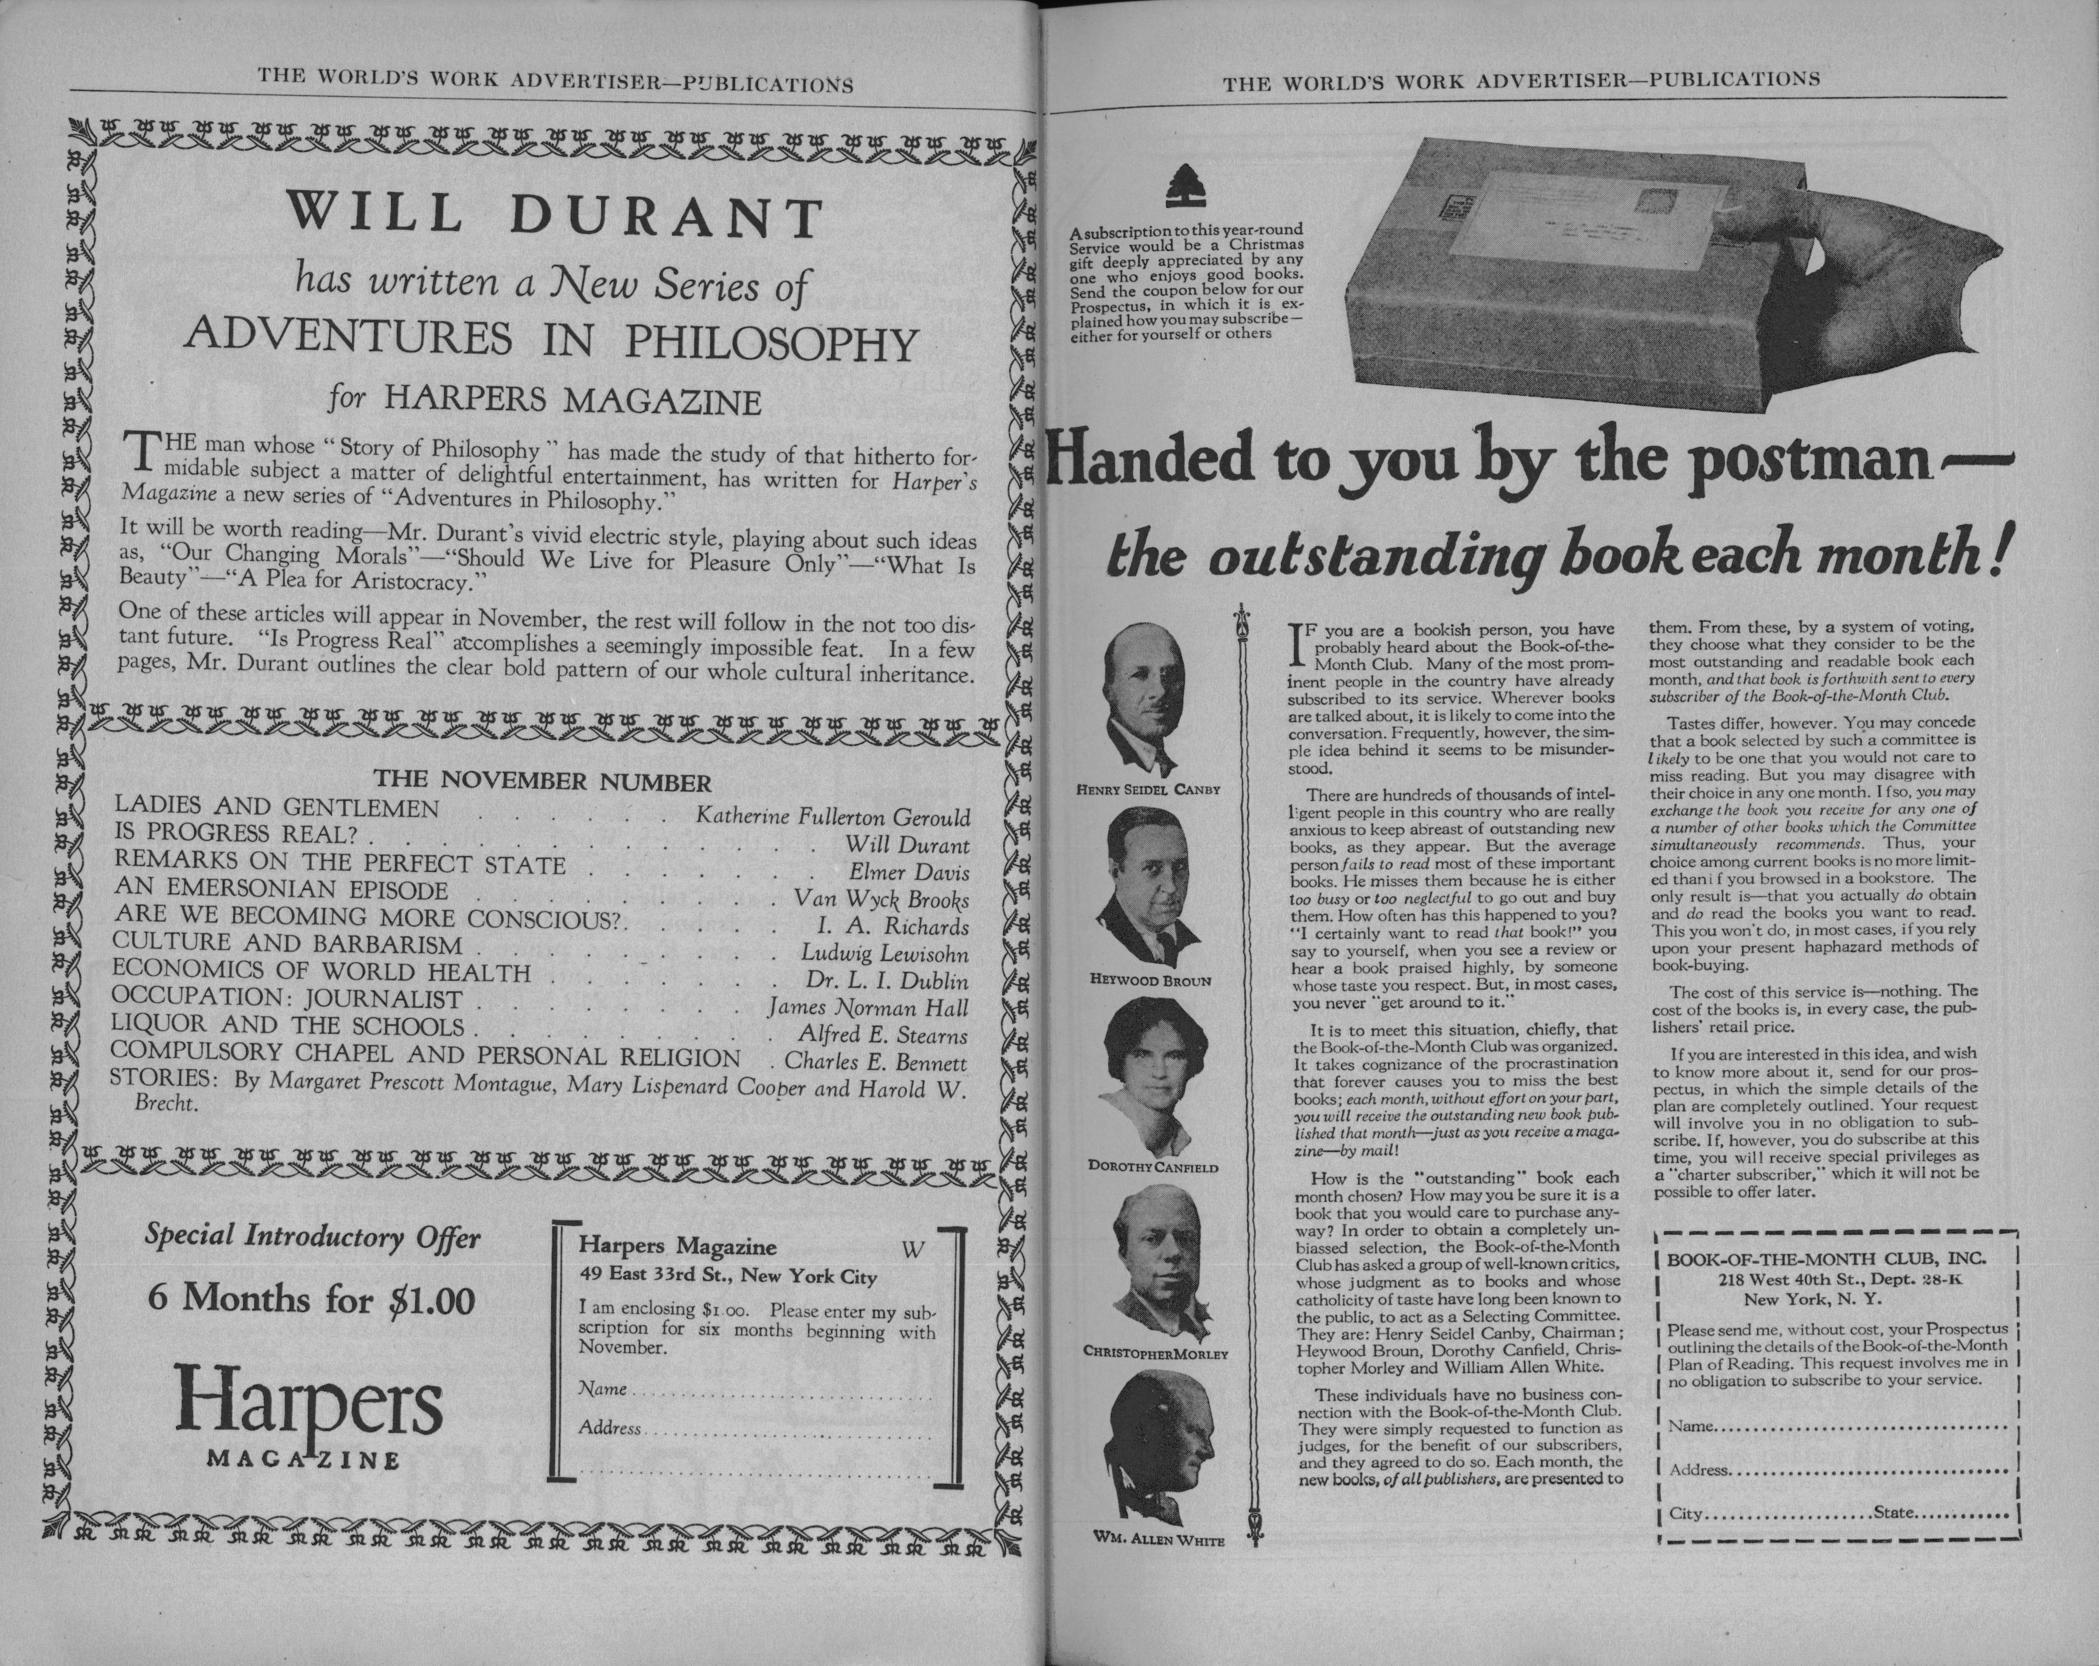 THE WORLD'S WORK ADVERTISER—PUBLICATIONS
WILL DURANT
has written a New Series of
ADVENTURES IN PHILOSOPHY
for HARPERS MAGAZINE
THE man whose "Story of Philosophy" has made the study of that hitherto for-
midable subject a matter of delightful entertainment, has written for Harper's
Magazine a new series of "Adventures in Philosophy."
It will be worth reading—Mr. Durant's vivid electric style, playing about such ideas
as, "Our Changing Morals"—"Should We Live for Pleasure Only"—"What Is
Beauty"—"A Plea for Aristocracy."
One of these articles will appear in November, the rest will follow in the not too dis-
tant future. "Is Progress Real" accomplishes a seemingly impossible feat. In a few
pages, Mr. Durant outlines the clear bold pattern of our whole cultural inheritance.
THE NOVEMBER NUMBER
LADIES AND GENTLEMEN . . . . . . Katherine Fullerton Gerould
IS PROGRESS REAL? . . . . . . . . . . . . Will Durant
REMARKS ON THE PERFECT STATE . . . . . . Elmer Davis
AN EMERSONIAN EPISODE . . . . . . . . Van Wyck Brooks
ARE WE BECOMING MORE CONSCIOUS? . . . . . I. A. Richards
CULTURE AND BARBARISM . . . . . . . . Ludwig Lewisohn
ECONOMICS OF WORLD HEALTH . . . . . . Dr. L. I. Dublin
OCCUPATION: JOURNALIST . . . . . . . James Norman Hall
LIQUOR AND THE SCHOOLS . . . . . . . . Alfred E. Stearns
COMPULSORY CHAPEL AND PERSONAL RELIGION . Charles E. Bennett
STORIES: By Margaret Prescott Montague, Mary Lispenard Cooper and Harold W.
Brecht.
Special Introductory Offer
6 Months for $1.00
Harpers
MAGAZINE
Harpers Magazine W
49 East 33rd St., New York City
I am enclosing $1.00. Please enter my sub-
scription for six months beginning with
November.
Name
Address
THE WORLD'S WORK ADVERTISER—PUBLICATIONS
A subscription to this year-round
Service would be a Christmas
gift deeply appreciated by any
one who enjoys good books.
Send the coupon below for our
Prospectus, in which it is ex-
plained how you may subscribe—
either for yourself or others
Handed to you by the postman—
the outstanding book each month!
HENRY SEIDEL CANBY
HEYWOOD BROUN
DOROTHY CANFIELD
CHRISTOPHER MORLEY
WM. ALLEN WHITE
IF you are a bookish person, you have
probably heard about the Book-of-the-
Month Club. Many of the most prom-
inent people in the country have already
subscribed to its service. Wherever books
are talked about, it is likely to come into the
conversation. Frequently, however, the sim-
ple idea behind it seems to be misunder-
stood.
There are hundreds of thousands of intel-
ligent people in this country who are really
anxious to keep abreast of outstanding new
books, as they appear. But the average
person fails to read most of these important
books. He misses them because he is either
too busy or too neglectful to go out and buy
them. How often has this happened to you?
"I certainly want to read that book!" you
say to yourself, when you see a review or
hear a book praised highly, by someone
whose taste you respect. But, in most cases,
you never "get around to it."
It is to meet this situation, chiefly, that
the Book-of-the-Month Club was organized.
It takes cognizance of the procrastination
that forever causes you to miss the best
books; each month, without effort on your part,
you will receive the outstanding new book pub-
lished that month—just as you receive a maga-
zine—by mail!
How is the "outstanding" book each
month chosen? How may you be sure it is a
book that you would care to purchase any-
way? In order to obtain a completely un-
biassed selection, the Book-of-the-Month
Club has asked a group of well-known critics,
whose judgment as to books and whose
catholicity of taste have long been known to
the public, to act as a Selecting Committee.
They are: Henry Seidel Canby, Chairman;
Heywood Broun, Dorothy Canfield, Chris-
topher Morley and William Allen White.
These individuals have no business con-
nection with the Book-of-the-Month Club.
They were simply requested to function as
judges, for the benefit of our subscribers,
and they agreed to do so. Each month, the
new books, of all publishers, are presented to
them. From these, by a system of voting,
they choose what they consider to be the
most outstanding and readable book each
month, and that book is forthwith sent to every
subscriber of the Book-of-the-Month Club.
Tastes differ, however. You may concede
that a book selected by such a committee is
likely to be one that you would not care to
miss reading. But you may disagree with
their choice in any one month. If so, you may
exchange the book you receive for any one of
a number of other books which the Committee
simultaneously recommends. Thus, your
choice among current books is no more limit-
ed than if you browsed in a bookstore. The
only result is—that you actually do obtain
and do read the books you want to read.
This you won't do, in most cases, if you rely
upon your present haphazard methods of
book-buying.
The cost of this service is—nothing. The
cost of the books is, in every case, the pub-
lishers' retail price.
If you are interested in this idea, and wish
to know more about it, send for our pros-
pectus, in which the simple details of the
plan are completely outlined. Your request
will involve you in no obligation to sub-
scribe. If, however, you do subscribe at this
time, you will receive special privileges as
a "charter subscriber," which it will not be
possible to offer later.
BOOK-OF-THE-MONTH CLUB, INC.
218 West 40th St., Dept. 28-K
New York, N. Y.
Please send me, without cost, your Prospectus
outlining the details of the Book-of-the-Month
Plan of Reading. This request involves me in
no obligation to subscribe to your service.
Name
Address
City State